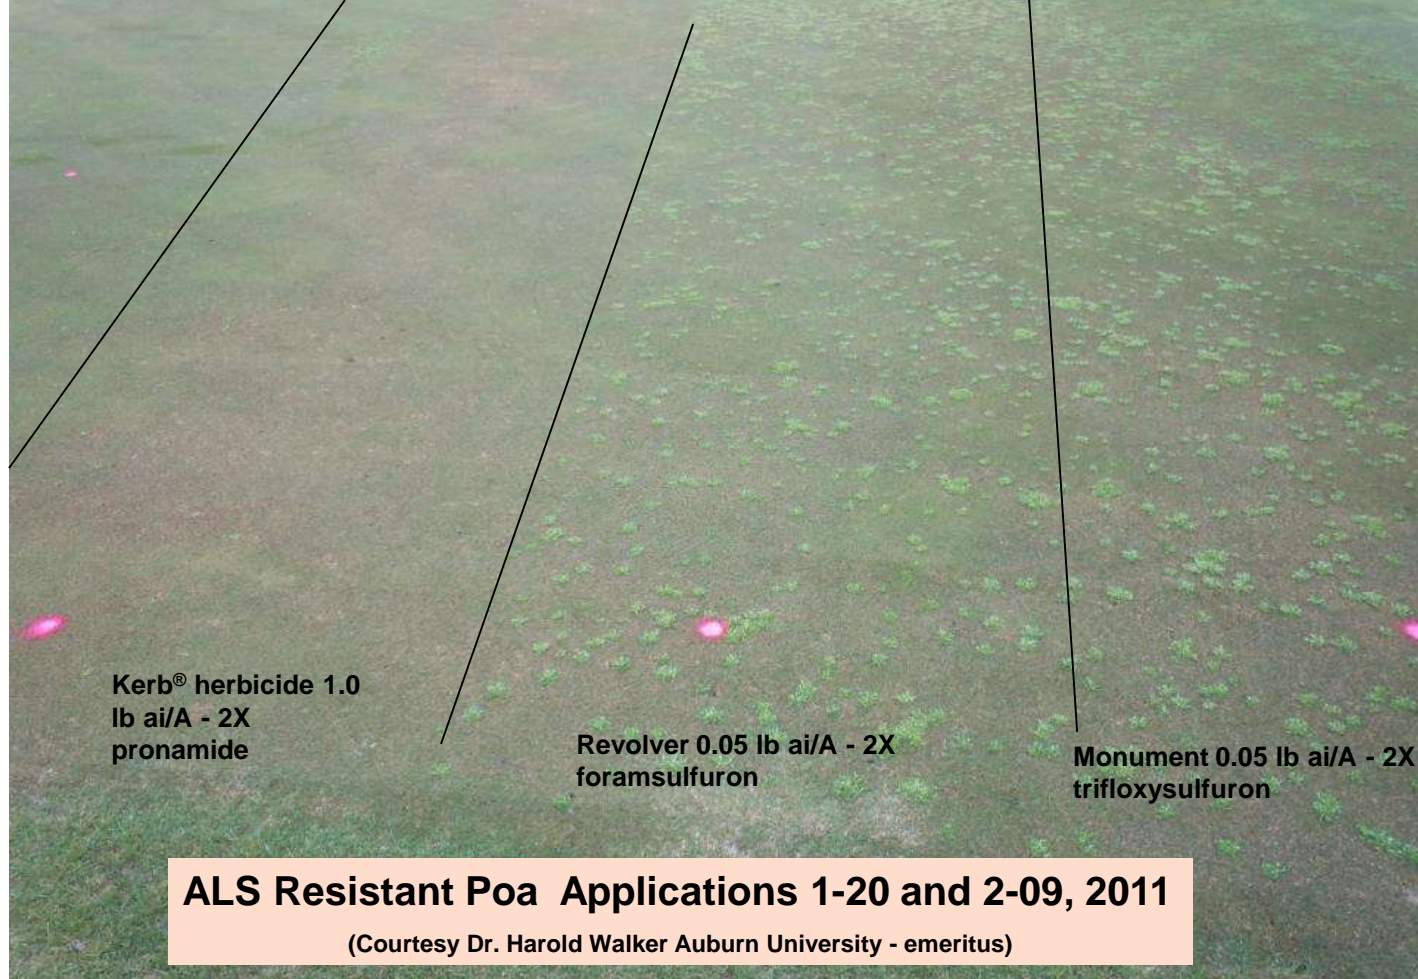 Kerb® herbicide 1.0
lb ai/A - 2X
pronamide
Revolver 0.05 lb ai/A - 2X
foramsulfuron
Monument 0.05 lb ai/A - 2X
trifloxysulfuron
ALS Resistant Poa  Applications 1-20 and 2-09, 2011
(Courtesy Dr. Harold Walker Auburn University - emeritus)